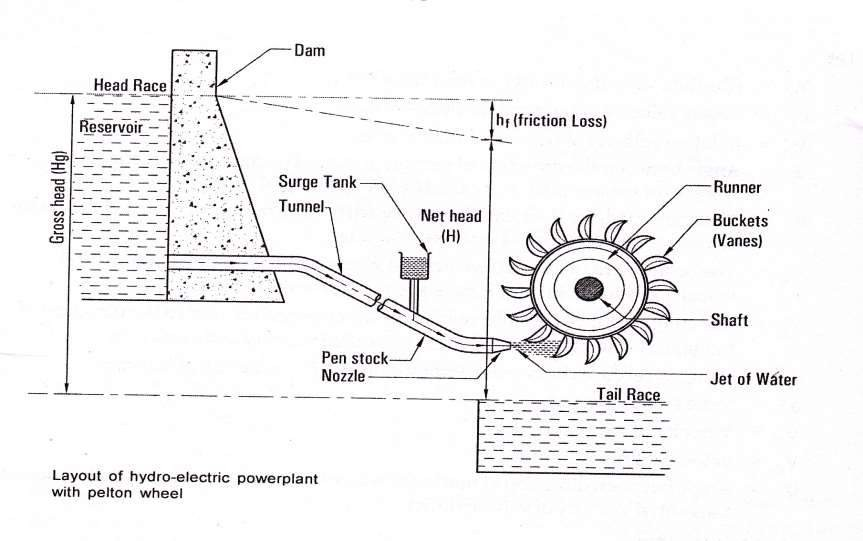 Dam
Head Race
Reservoir
hf (friction Loss)
Gross head (Hg)
Surge Tank
Tunnel
Net head
(H)
Runner
Buckets
(Vanes)
Shaft
Pen stock
Nozzle
Jet of Water
Tail Race
Layout of hydro-electric powerplant
with pelton wheel